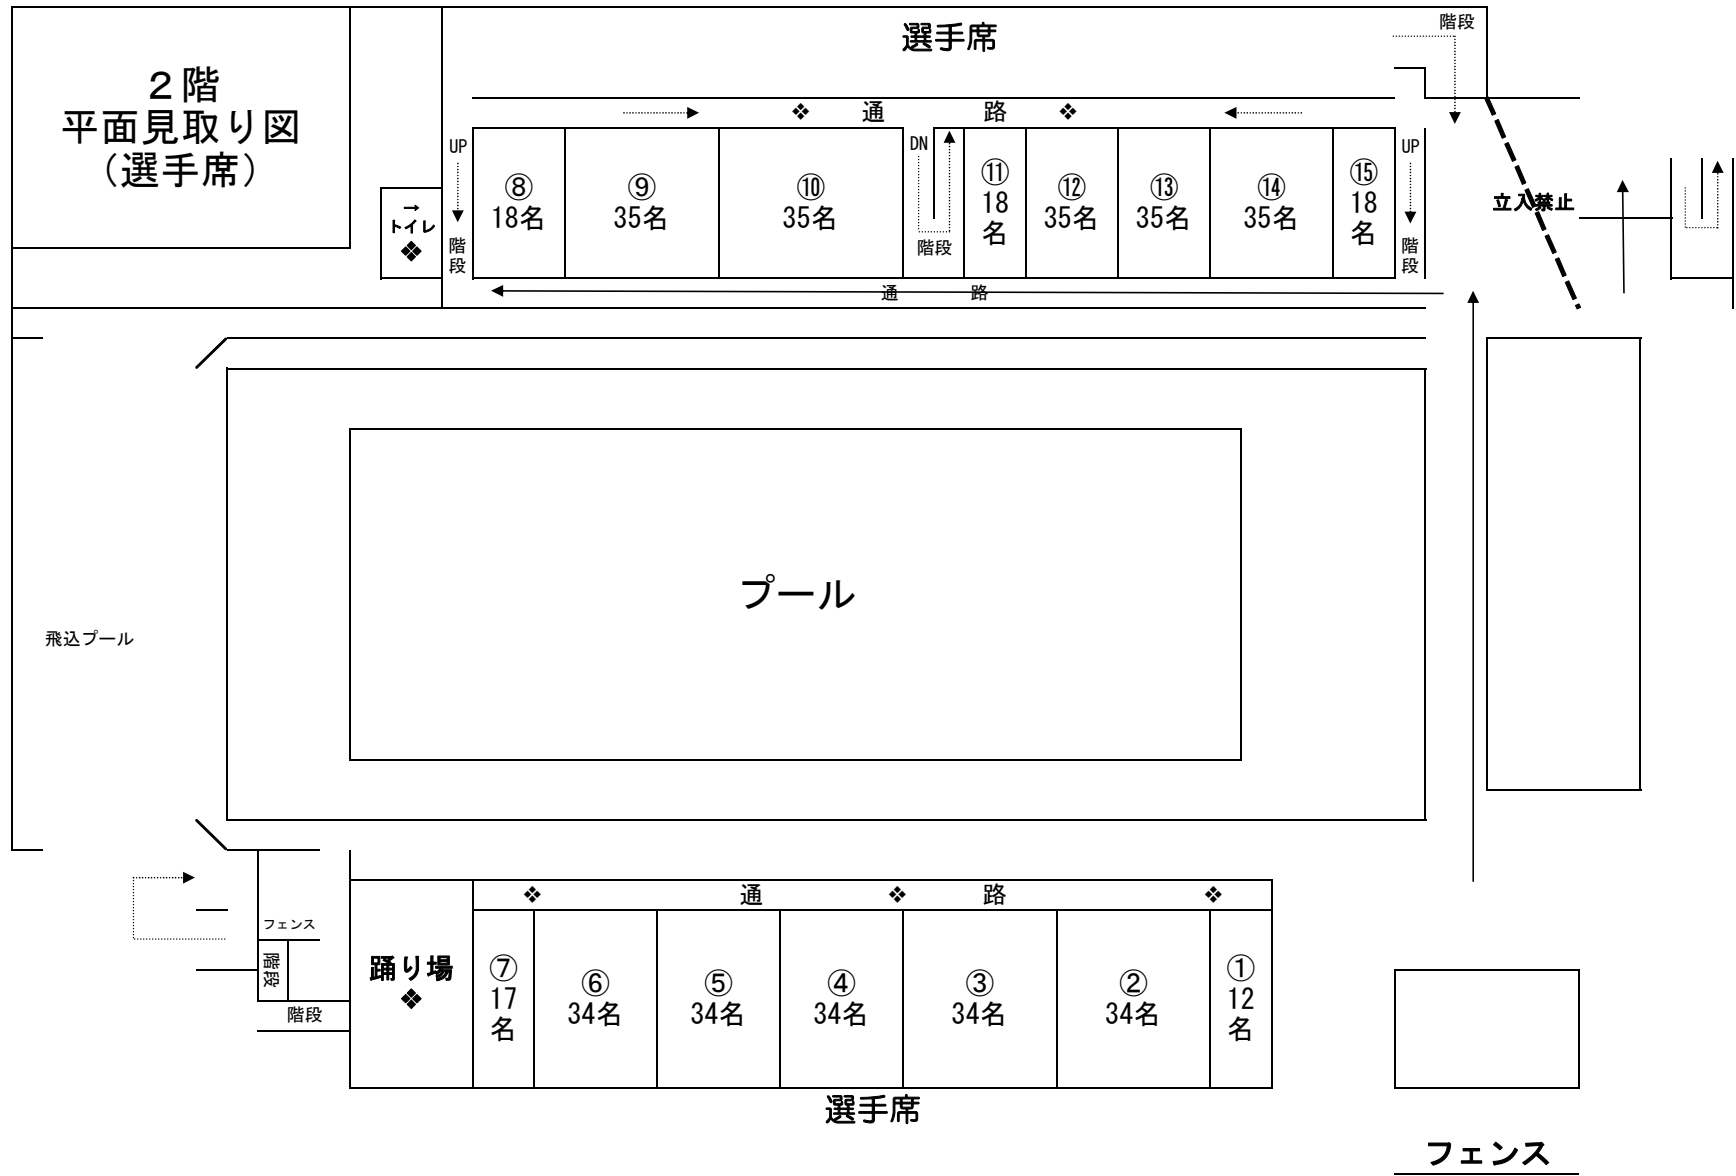 ２階
平面見取り図
(選手席)
選手席
階段
❖ 通 路 ❖
UP
階段
→
トイレ
❖
⑧
18名
⑨
35名
⑩
35名
DN
階段
⑪
18
名
⑫
35名
⑬
35名
⑭
35名
⑮
18
名
UP
階段
立入禁止
通 路
プール
飛込プール
フェンス
階段
階段
踊り場
❖
❖ 通 ❖ 路 ❖
⑦
17
名
⑥
34名
⑤
34名
④
34名
③
34名
②
34名
①
12
名
選手席
フェンス